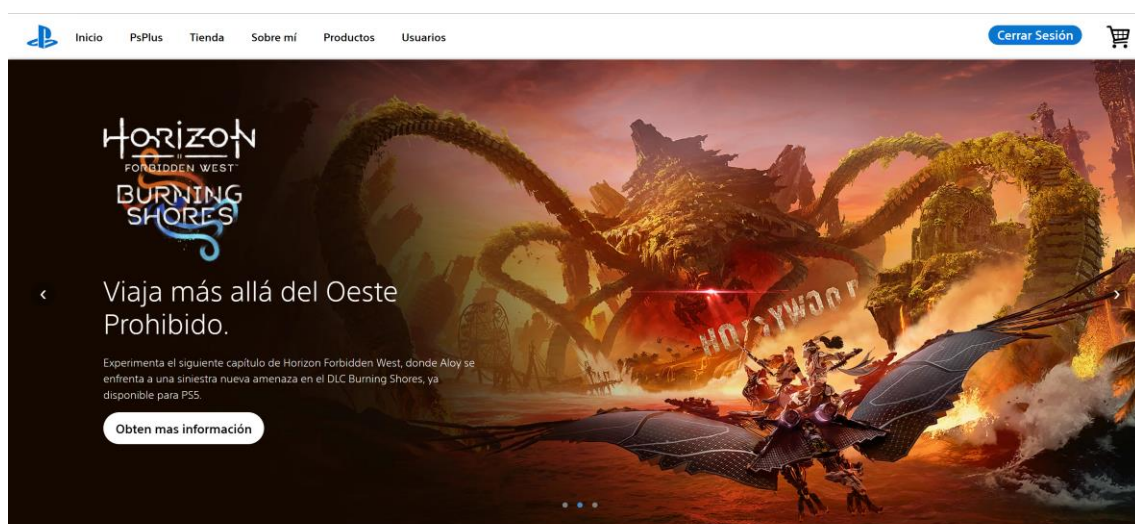 Inicio PsPlus Tienda Sobre mí Productos Usuarios Cerrar Sesión
HORIZON
FORBIDDEN WEST
BURNING
SHORES
Viaja más allá del Oeste
Prohibido.
Experimenta el siguiente capítulo de Horizon Forbidden West, donde Aloy se
enfrenta a una siniestra nueva amenaza en el DLC Burning Shores, ya
disponible para PS5.
Obten mas información
HOLLYWOOD